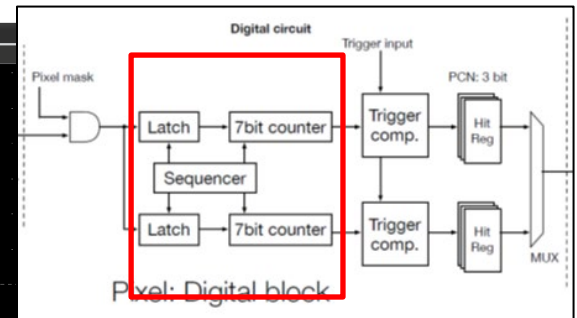 Digital circuit
Trigger input
Pixel mask
PCN: 3 bit
Latch
7bit counter
Trigger
comp.
Hit
Reg
Sequencer
Latch
7bit counter
Trigger
comp.
Hit
Reg
MUX
Pixel: Digital block